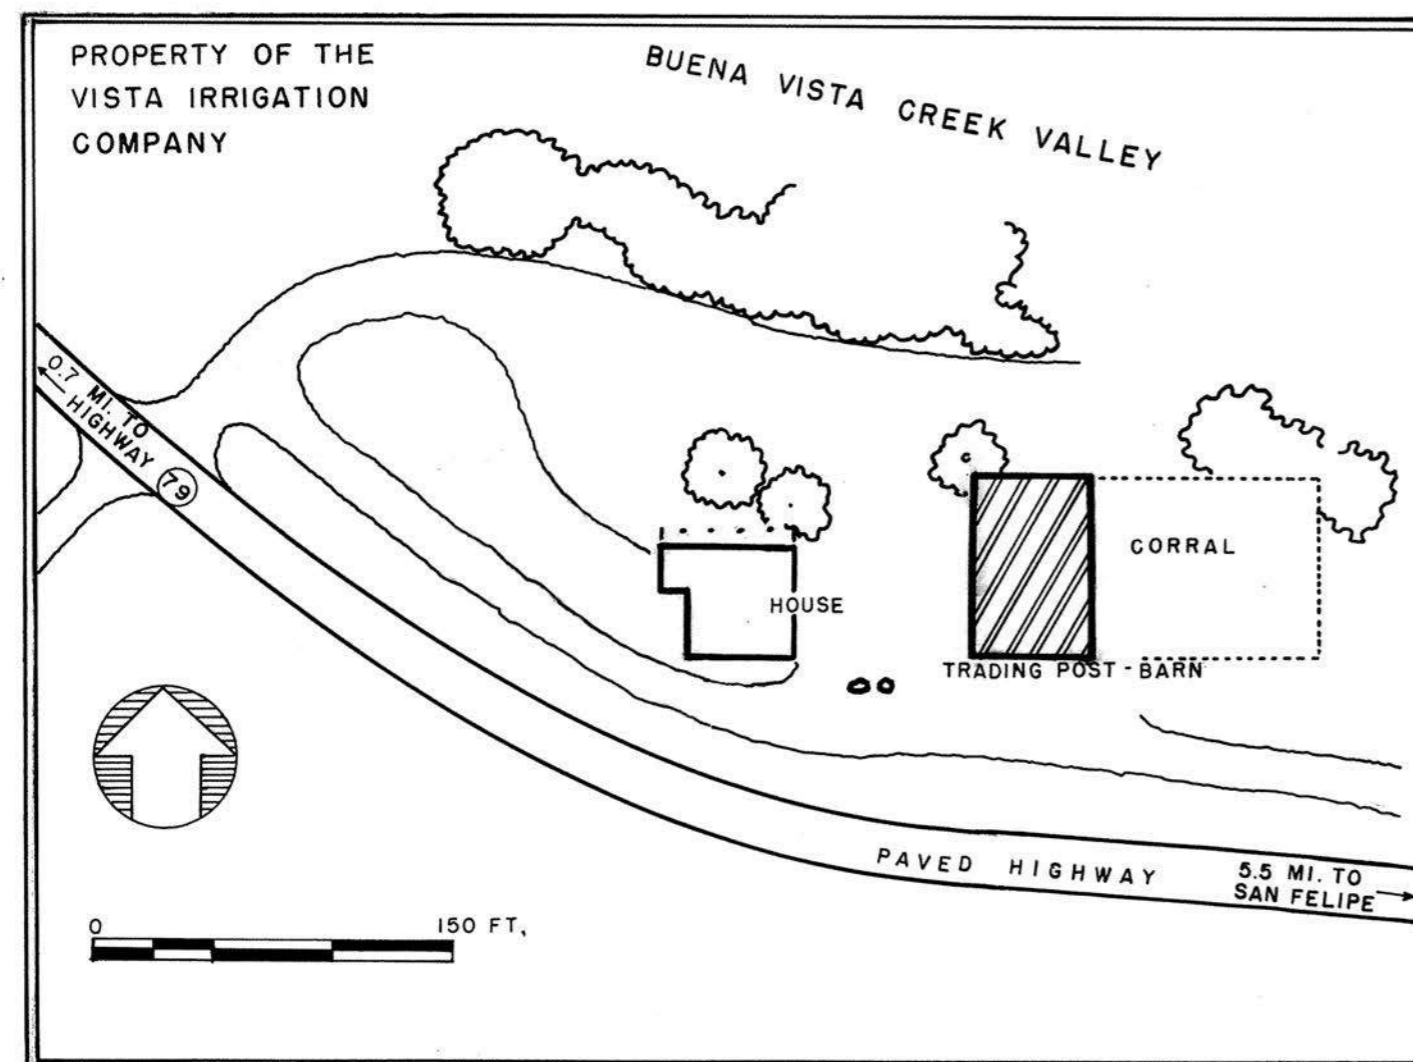 PROPERTY OF THE
VISTA IRRIGATION
COMPANY
BUENA VISTA CREEK VALLEY
0.7 MI. TO
HIGHWAY 79
HOUSE
CORRAL
TRADING POST - BARN
PAVED HIGHWAY
5.5 MI. TO
SAN FELIPE
0 150 FT,